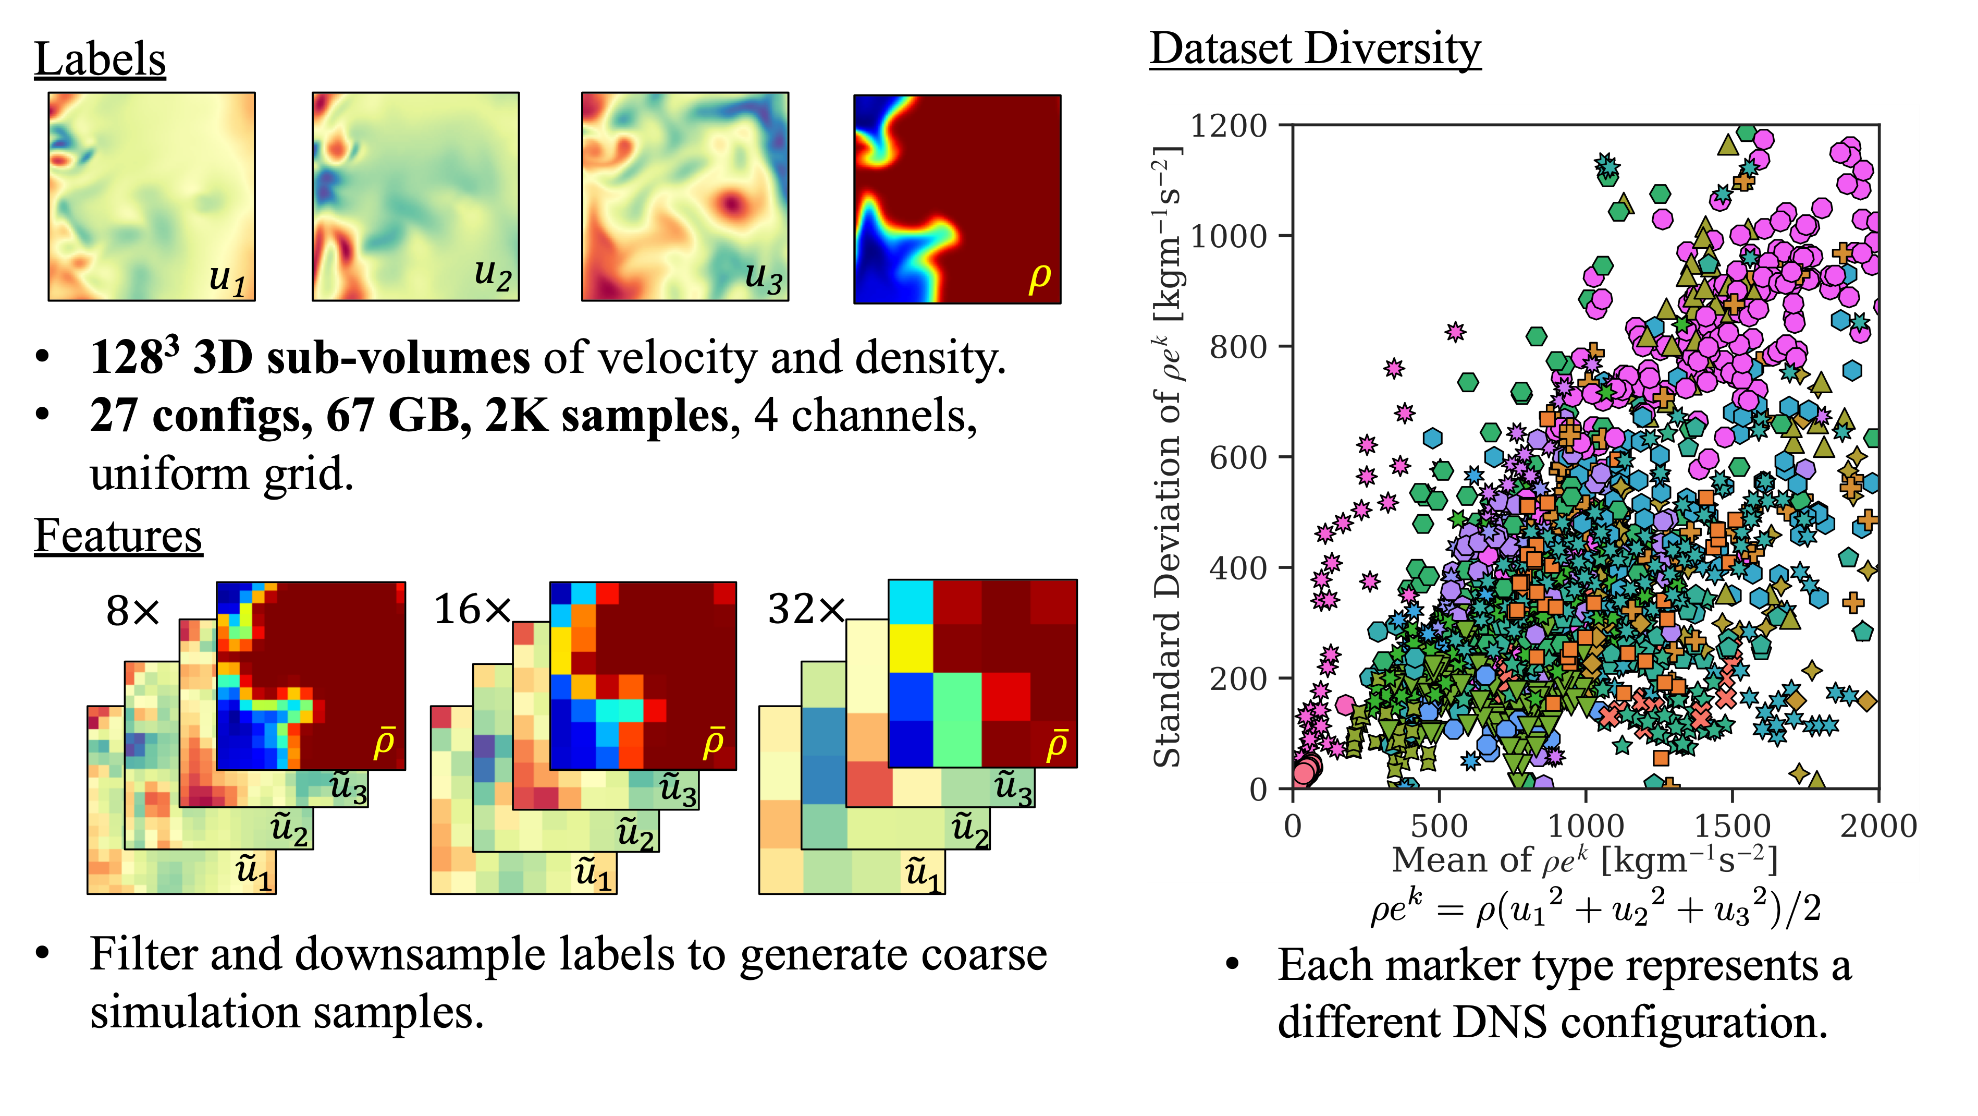 Labels
u₁
u₂
u₃
ρ
• 128³ 3D sub-volumes of velocity and density.
• 27 configs, 67 GB, 2K samples, 4 channels,
uniform grid.
Features
8×
ρ̄
ũ₃
ũ₂
ũ₁
16×
ρ̄
ũ₃
ũ₂
ũ₁
32×
ρ̄
ũ₃
ũ₂
ũ₁
• Filter and downsample labels to generate coarse
simulation samples.
Dataset Diversity
Standard Deviation of ρeᵏ [kgm⁻¹s⁻²]
1200
1000
800
600
400
200
0
0 500 1000 1500 2000
Mean of ρeᵏ [kgm⁻¹s⁻²]
ρeᵏ = ρ(u₁² + u₂² + u₃²)/2
• Each marker type represents a
different DNS configuration.